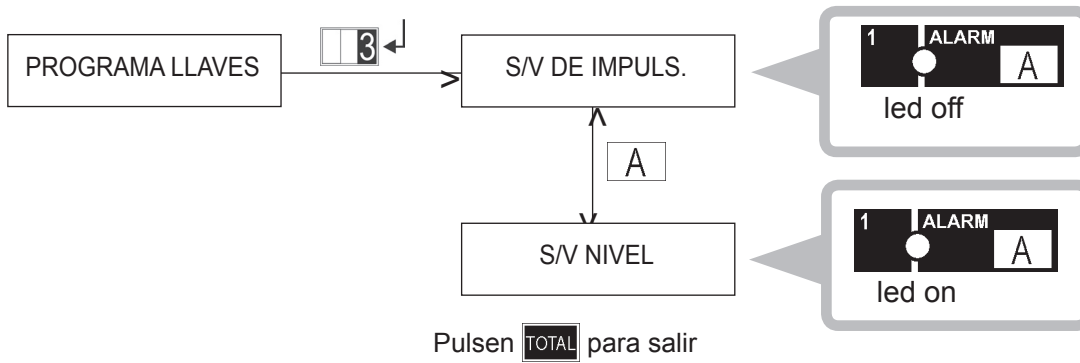 PROGRAMA LLAVES
3
S/V DE IMPULS.
1 ALARM
A
led off
A
S/V NIVEL
1 ALARM
A
led on
Pulsen TOTAL para salir